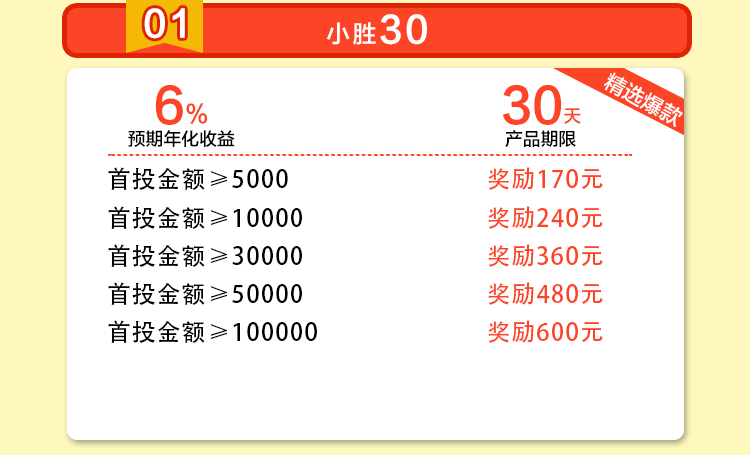 01
小胜30
精选爆款
6% 30天
预期年化收益 产品期限
首投金额≥5000 奖励170元
首投金额≥10000 奖励240元
首投金额≥30000 奖励360元
首投金额≥50000 奖励480元
首投金额≥100000 奖励600元